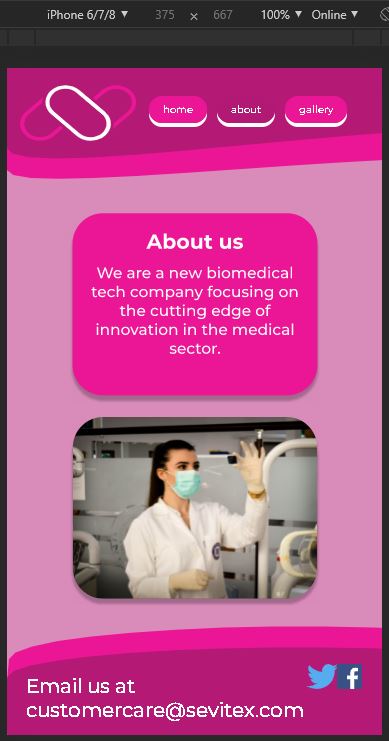 iPhone 6/7/8 ▼ 375 × 667 100% ▼ Online ▼
home about gallery
About us
We are a new biomedical
tech company focusing on
the cutting edge of
innovation in the medical
sector.
Email us at
customercare@sevitex.com